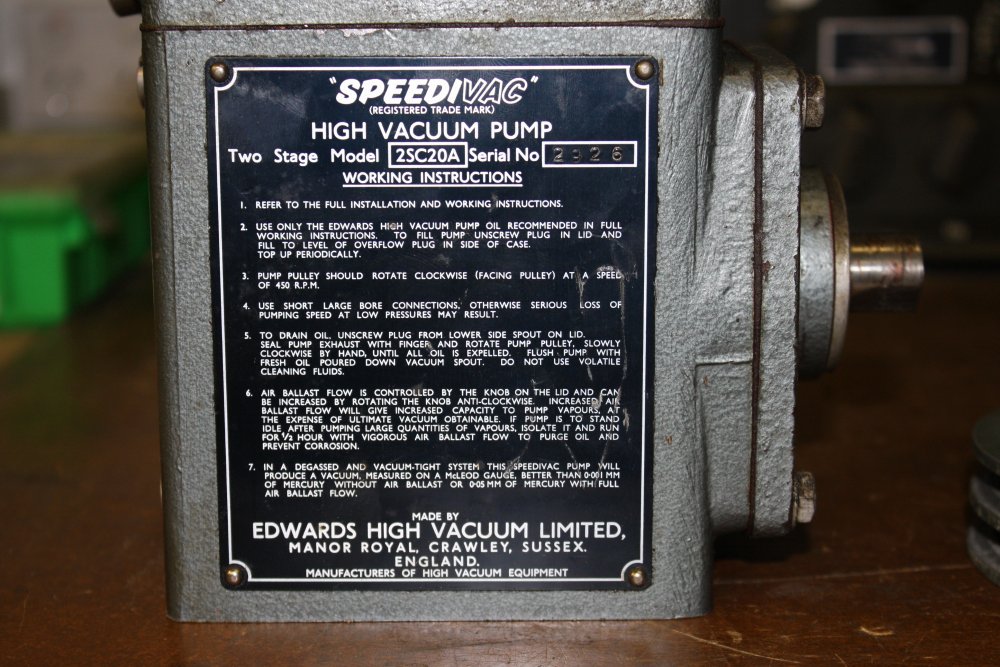 "SPEEDIVAC"
(REGISTERED TRADE MARK)
HIGH VACUUM PUMP
Two Stage Model 2SC20A Serial No 2926
WORKING INSTRUCTIONS
1. REFER TO THE FULL INSTALLATION AND WORKING INSTRUCTIONS.
2. USE ONLY THE EDWARDS HIGH VACUUM PUMP OIL RECOMMENDED IN FULL
WORKING INSTRUCTIONS. TO FILL PUMP UNSCREW PLUG IN LID AND
FILL TO LEVEL OF OVERFLOW PLUG IN SIDE OF CASE.
TOP UP PERIODICALLY.
3. PUMP PULLEY SHOULD ROTATE CLOCKWISE (FACING PULLEY) AT A SPEED
OF 450 R.P.M.
4. USE SHORT LARGE BORE CONNECTIONS, OTHERWISE SERIOUS LOSS OF
PUMPING SPEED AT LOW PRESSURES MAY RESULT.
5. TO DRAIN OIL, UNSCREW PLUG FROM LOWER SIDE SPOUT ON LID.
SEAL PUMP EXHAUST WITH FINGER AND ROTATE PUMP PULLEY, SLOWLY
CLOCKWISE BY HAND, UNTIL ALL OIL IS EXPELLED. FLUSH PUMP WITH
FRESH OIL POURED DOWN VACUUM SPOUT. DO NOT USE VOLATILE
CLEANING FLUIDS.
6. AIR BALLAST FLOW IS CONTROLLED BY THE KNOB ON THE LID AND CAN
BE INCREASED BY ROTATING THE KNOB ANTI-CLOCKWISE. INCREASED AIR
BALLAST FLOW WILL GIVE INCREASED CAPACITY TO PUMP VAPOURS, AT
THE EXPENSE OF ULTIMATE VACUUM OBTAINABLE. IF PUMP IS TO STAND
IDLE, AFTER PUMPING LARGE QUANTITIES OF VAPOURS, ISOLATE IT AND RUN
FOR ½ HOUR WITH VIGOROUS AIR BALLAST FLOW TO PURGE OIL AND
PREVENT CORROSION.
7. IN A DEGASSED AND VACUUM-TIGHT SYSTEM THIS SPEEDIVAC PUMP WILL
PRODUCE A VACUUM, MEASURED ON A McLEOD GAUGE, BETTER THAN 0·001 MM
OF MERCURY WITHOUT AIR BALLAST OR 0·05 MM OF MERCURY WITH FULL
AIR BALLAST FLOW.
MADE BY
EDWARDS HIGH VACUUM LIMITED,
MANOR ROYAL, CRAWLEY, SUSSEX.
ENGLAND.
MANUFACTURERS OF HIGH VACUUM EQUIPMENT